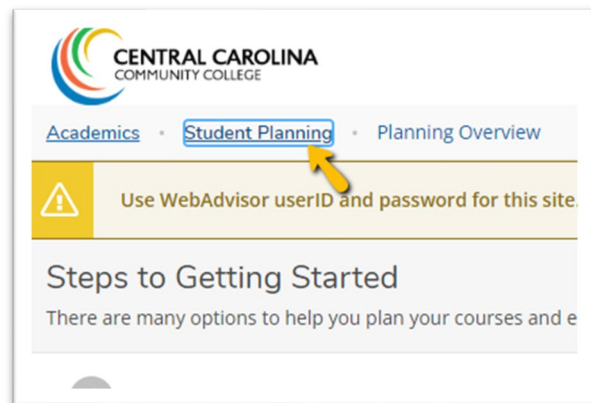 CENTRAL CAROLINA
COMMUNITY COLLEGE
Academics · Student Planning · Planning Overview
Use WebAdvisor userID and password for this site.
Steps to Getting Started
There are many options to help you plan your courses and e